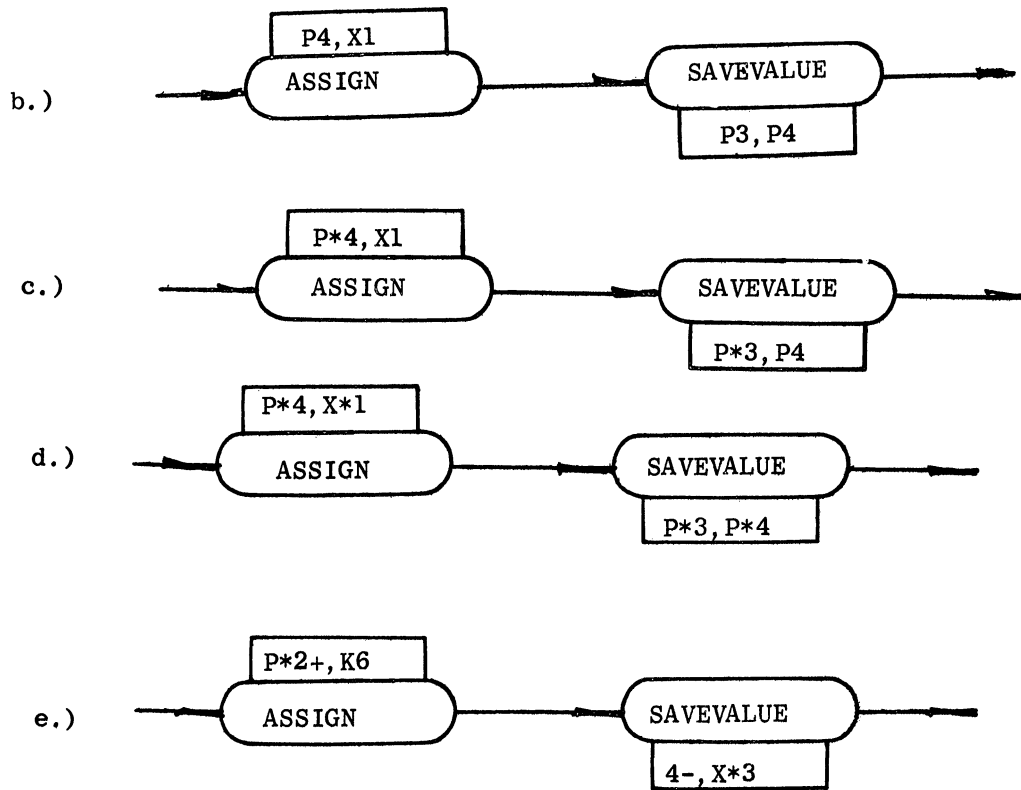 P4, X1
ASSIGN
SAVEVALUE
b.)
P3, P4
P*4, X1
c.)
ASSIGN
SAVEVALUE
P*3, P4
P*4, X*1
d.)
ASSIGN
SAVEVALUE
P*3, P*4
P*2+, K6
e.)
ASSIGN
SAVEVALUE
4-, X*3